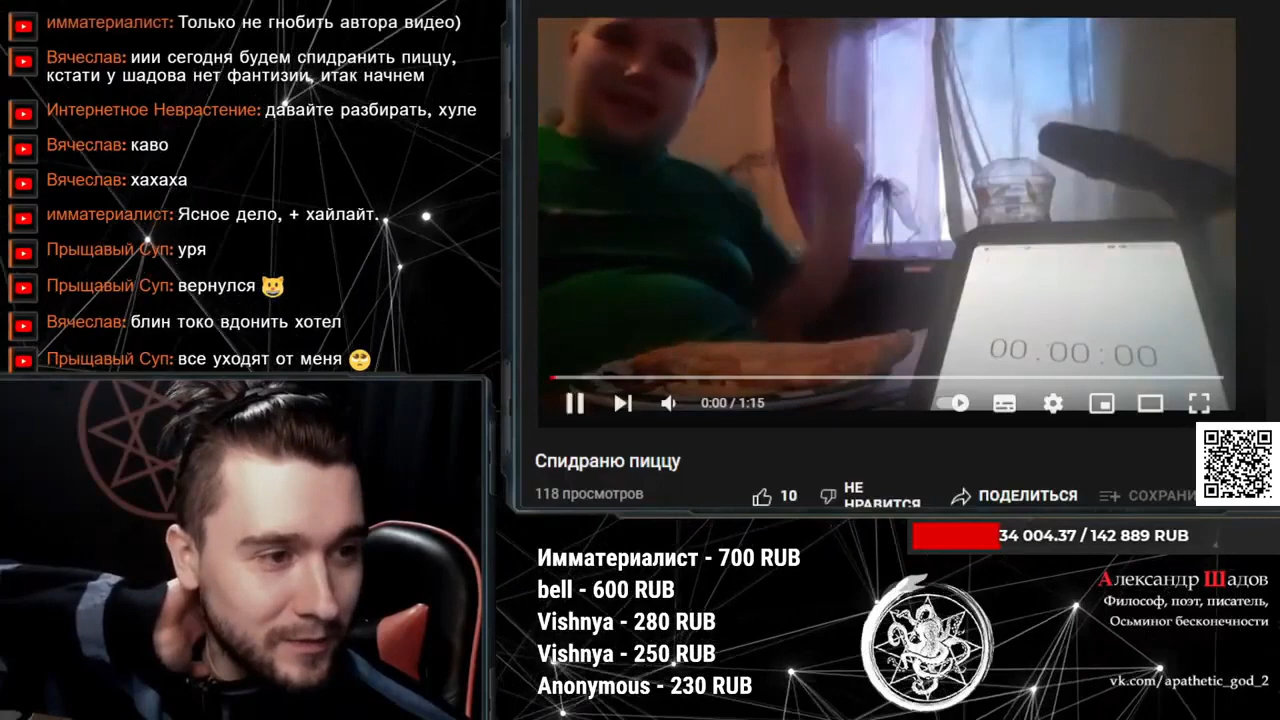 имматериалист: Только не гнобить автора видео)
Вячеслав: иии сегодня будем спидранить пиццу,
кстати у шадова нет фантизии, итак начнем
Интернетное Неврастение: давайте разбирать, хуле
Вячеслав: каво
Вячеслав: хахаха
имматериалист: Ясное дело, + хайлайт.
Прыщавый Суп: уря
Прыщавый Суп: вернулся
Вячеслав: блин токо вдонить хотел
Прыщавый Суп: все уходят от меня
00.00:00
0:00 / 1:15
Спидраню пиццу
118 просмотров
10
НЕ
НРАВИТСЯ
ПОДЕЛИТЬСЯ
34 004.37 / 142 889 RUB
Имматериалист - 700 RUB
bell - 600 RUB
Vishnya - 280 RUB
Vishnya - 250 RUB
Anonymous - 230 RUB
Александр Шадов
Философ, поэт, писатель,
Осьминог бесконечности
vk.com/apathetic_god_2